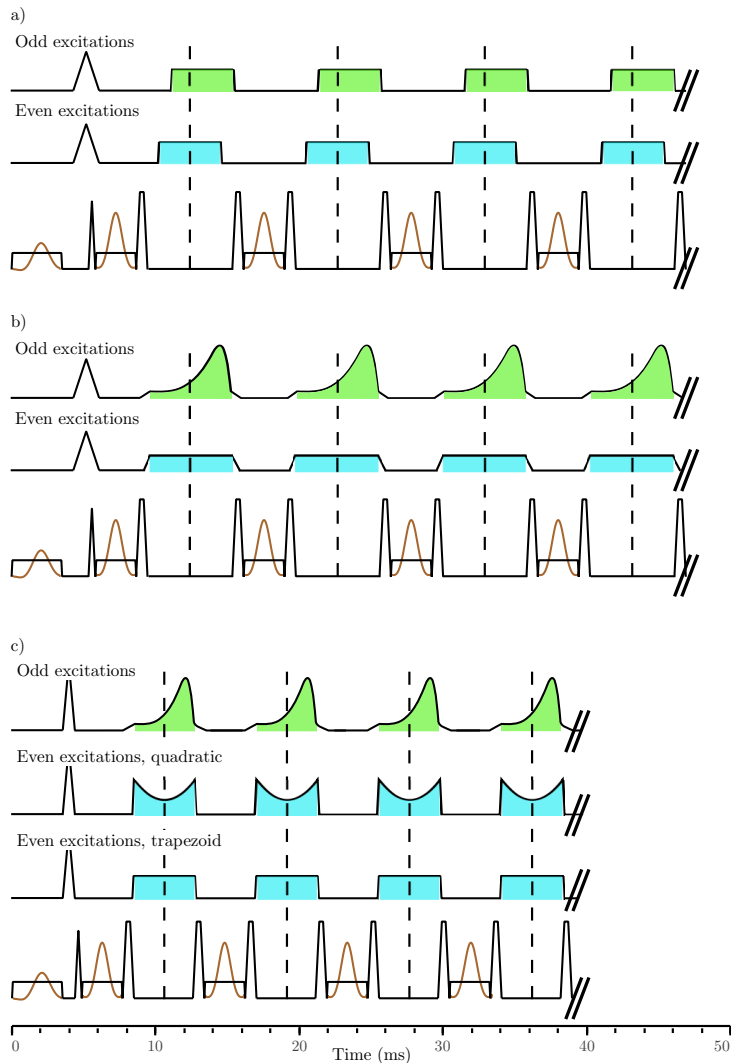 a)
Odd excitations
Even excitations
b)
Odd excitations
Even excitations
c)
Odd excitations
Even excitations, quadratic
Even excitations, trapezoid
0 10 20 30 40 50
Time (ms)